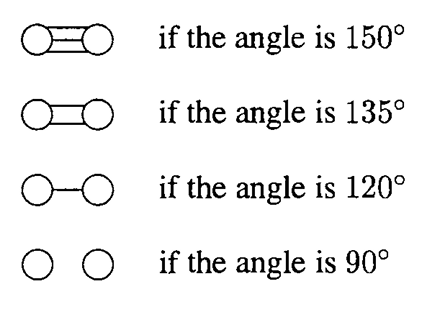 if the angle is 150°
if the angle is 135°
if the angle is 120°
if the angle is 90°